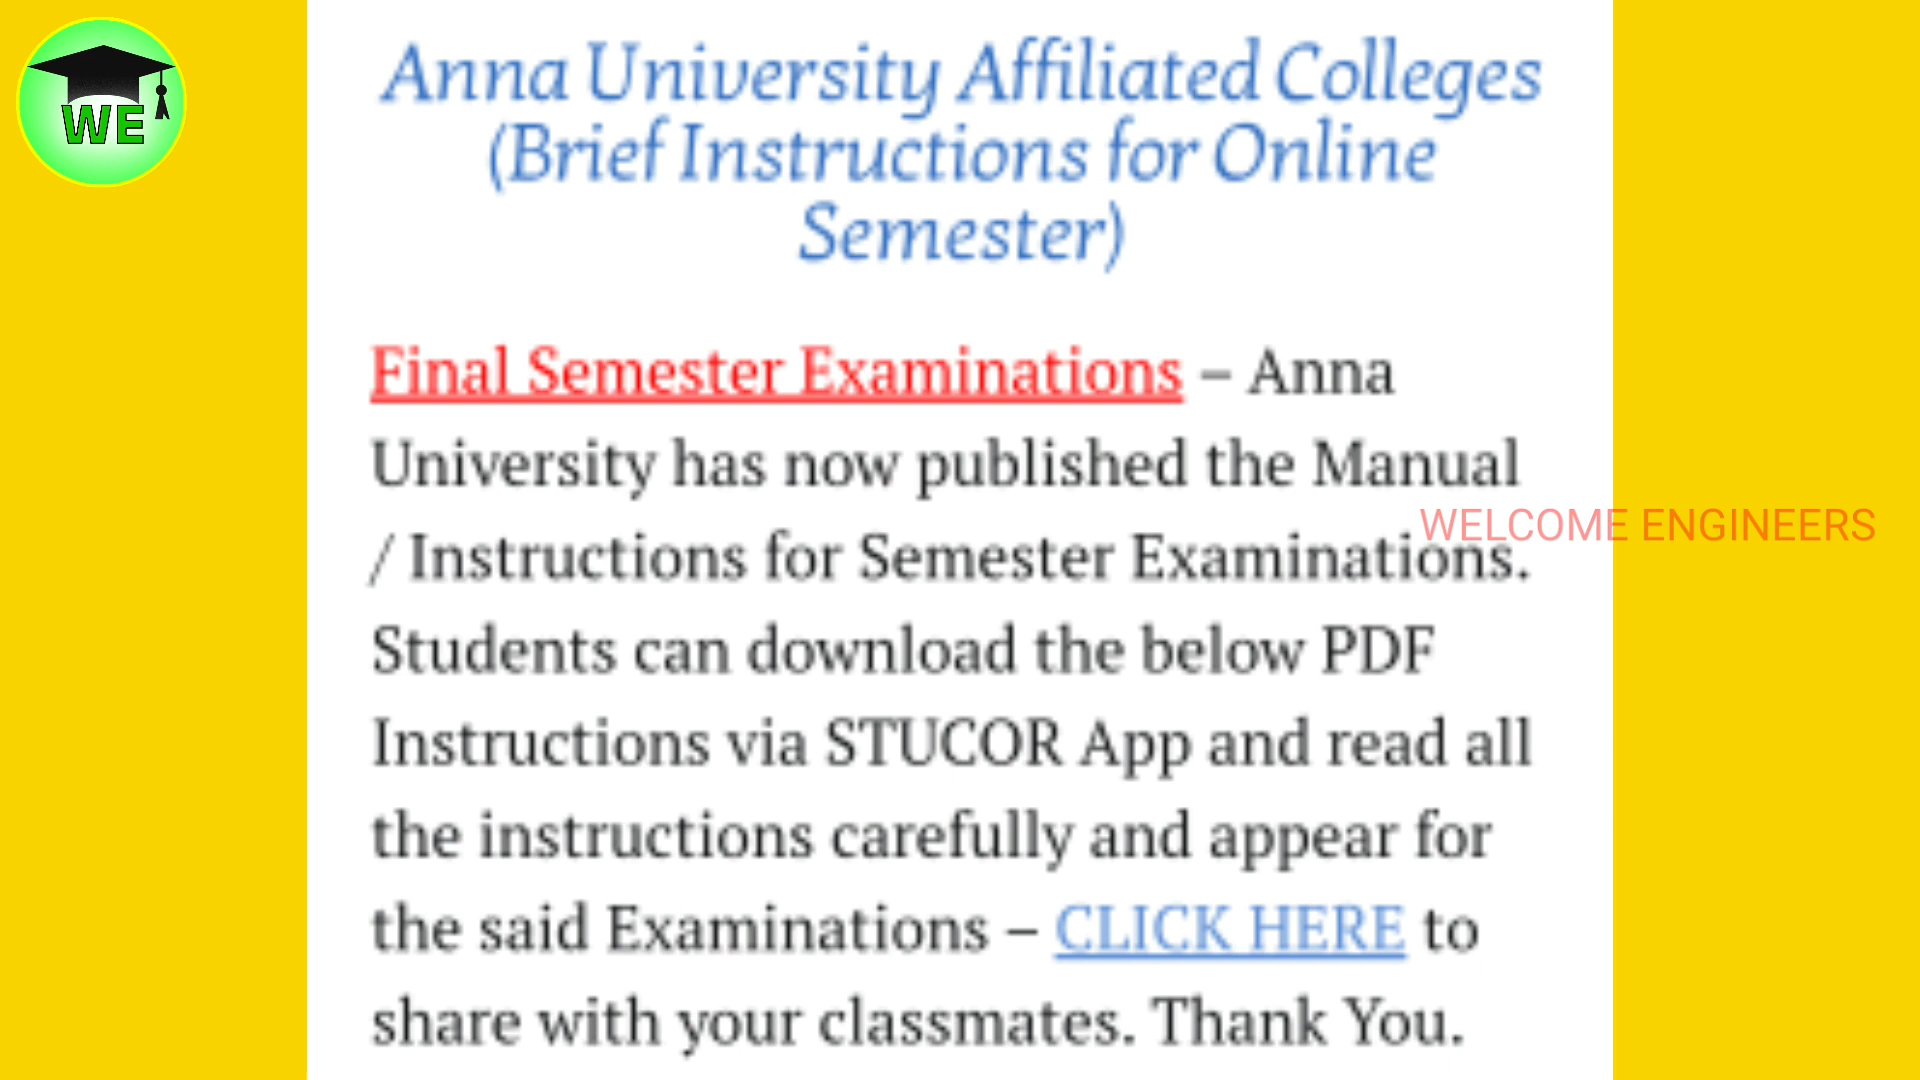 WE
Anna University Affiliated Colleges
(Brief Instructions for Online
Semester)
Final Semester Examinations – Anna
University has now published the Manual
/ Instructions for Semester Examinations.
WELCOME ENGINEERS
Students can download the below PDF
Instructions via STUCOR App and read all
the instructions carefully and appear for
the said Examinations – CLICK HERE to
share with your classmates. Thank You.